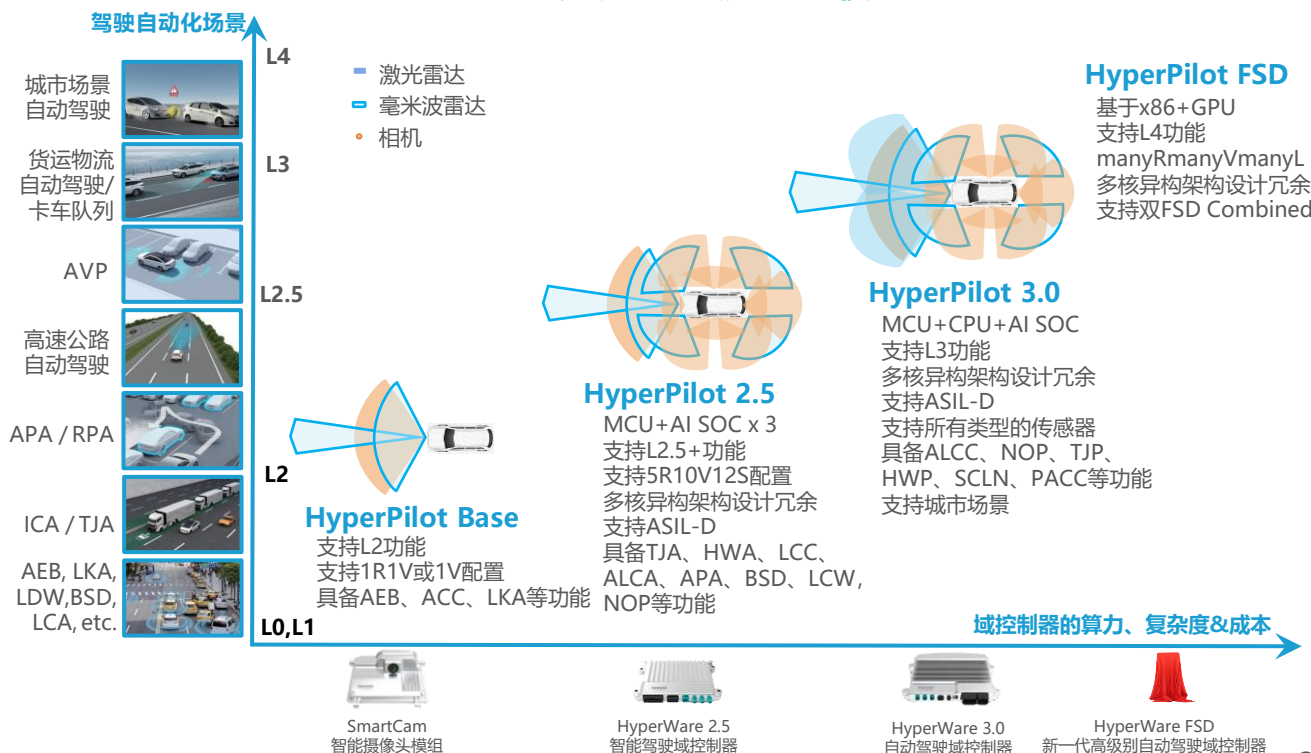 驾驶自动化场景
城市场景
自动驾驶
货运物流
自动驾驶/
卡车队列
AVP
高速公路
自动驾驶
APA / RPA
ICA / TJA
AEB, LKA,
LDW,BSD,
LCA, etc.
L4
L3
L2.5
L2
L0,L1
激光雷达
毫米波雷达
相机
HyperPilot Base
支持L2功能
支持1R1V或1V配置
具备AEB、ACC、LKA等功能
HyperPilot 2.5
MCU+AI SOC x 3
支持L2.5+功能
支持5R10V12S配置
多核异构架构设计冗余
支持ASIL-D
具备TJA、HWA、LCC、
ALCA、APA、BSD、LCW,
NOP等功能
HyperPilot 3.0
MCU+CPU+AI SOC
支持L3功能
多核异构架构设计冗余
支持ASIL-D
支持所有类型的传感器
具备ALCC、NOP、TJP、
HWP、SCLN、PACC等功能
支持城市场景
HyperPilot FSD
基于x86+GPU
支持L4功能
manyRmanyVmanyL
多核异构架构设计冗余
支持双FSD Combined
域控制器的算力、复杂度&成本
SmartCam
智能摄像头模组
HyperWare 2.5
智能驾驶域控制器
HyperWare 3.0
自动驾驶域控制器
HyperWare FSD
新一代高级别自动驾驶域控制器